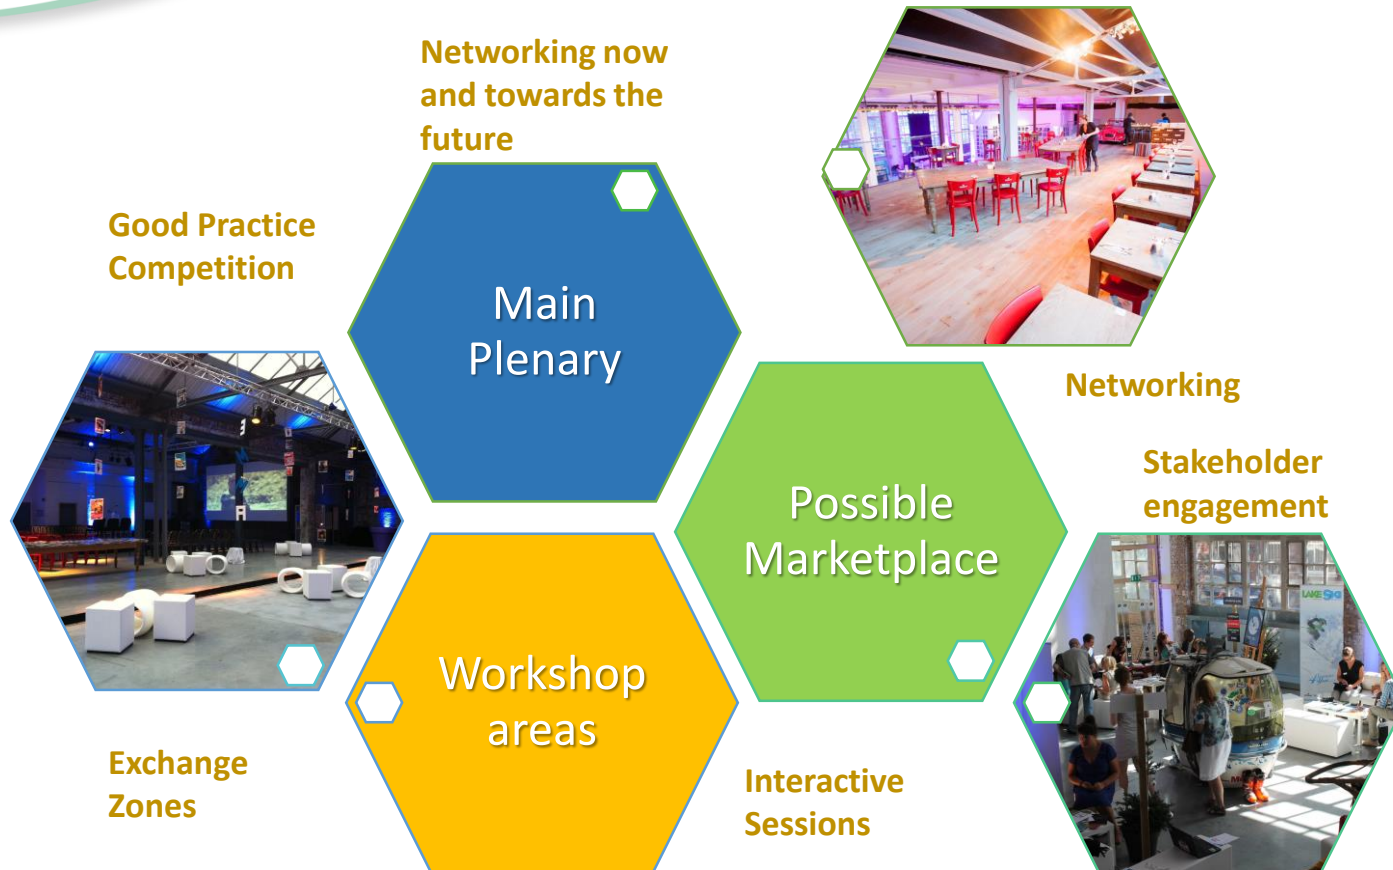 Networking now
and towards the
future
Good Practice
Competition
Main
Plenary
Networking
Stakeholder
engagement
Possible
Marketplace
LAKE
Workshop
areas
Exchange
Zones
Interactive
Sessions